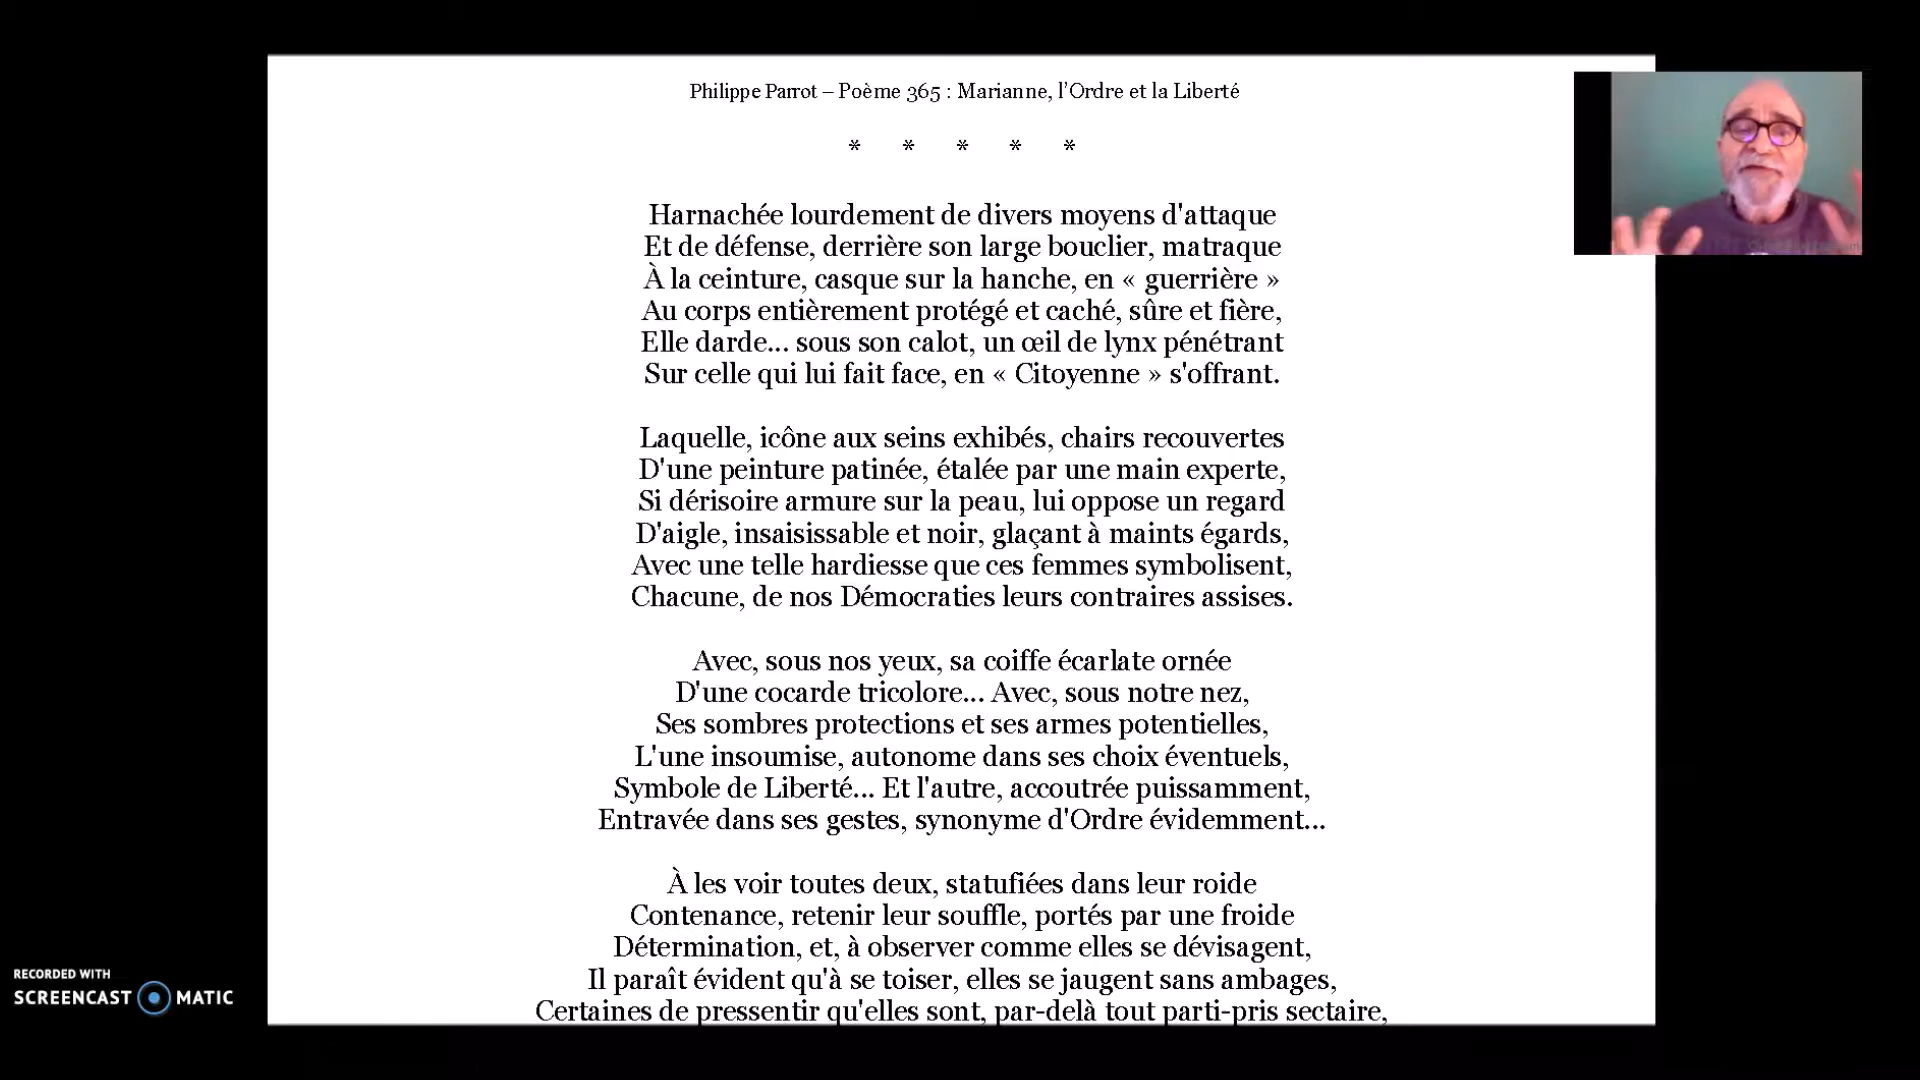 Philippe Parrot – Poème 365 : Marianne, l'Ordre et la Liberté
* * * * *
Harnachée lourdement de divers moyens d'attaque
Et de défense, derrière son large bouclier, matraque
À la ceinture, casque sur la hanche, en « guerrière »
Au corps entièrement protégé et caché, sûre et fière,
Elle darde... sous son calot, un œil de lynx pénétrant
Sur celle qui lui fait face, en « Citoyenne » s'offrant.
Laquelle, icône aux seins exhibés, chairs recouvertes
D'une peinture patinée, étalée par une main experte,
Si dérisoire armure sur la peau, lui oppose un regard
D'aigle, insaisissable et noir, glaçant à maints égards,
Avec une telle hardiesse que ces femmes symbolisent,
Chacune, de nos Démocraties leurs contraires assises.
Avec, sous nos yeux, sa coiffe écarlate ornée
D'une cocarde tricolore... Avec, sous notre nez,
Ses sombres protections et ses armes potentielles,
L'une insoumise, autonome dans ses choix éventuels,
Symbole de Liberté... Et l'autre, accoutrée puissamment,
Entravée dans ses gestes, synonyme d'Ordre évidemment...
À les voir toutes deux, statufiées dans leur roide
Contenance, retenir leur souffle, portés par une froide
Détermination, et, à observer comme elles se dévisagent,
Il paraît évident qu'à se toiser, elles se jaugent sans ambages,
Certaines de pressentir qu'elles sont, par-delà tout parti-pris sectaire,
RECORDED WITH
SCREENCAST MATIC